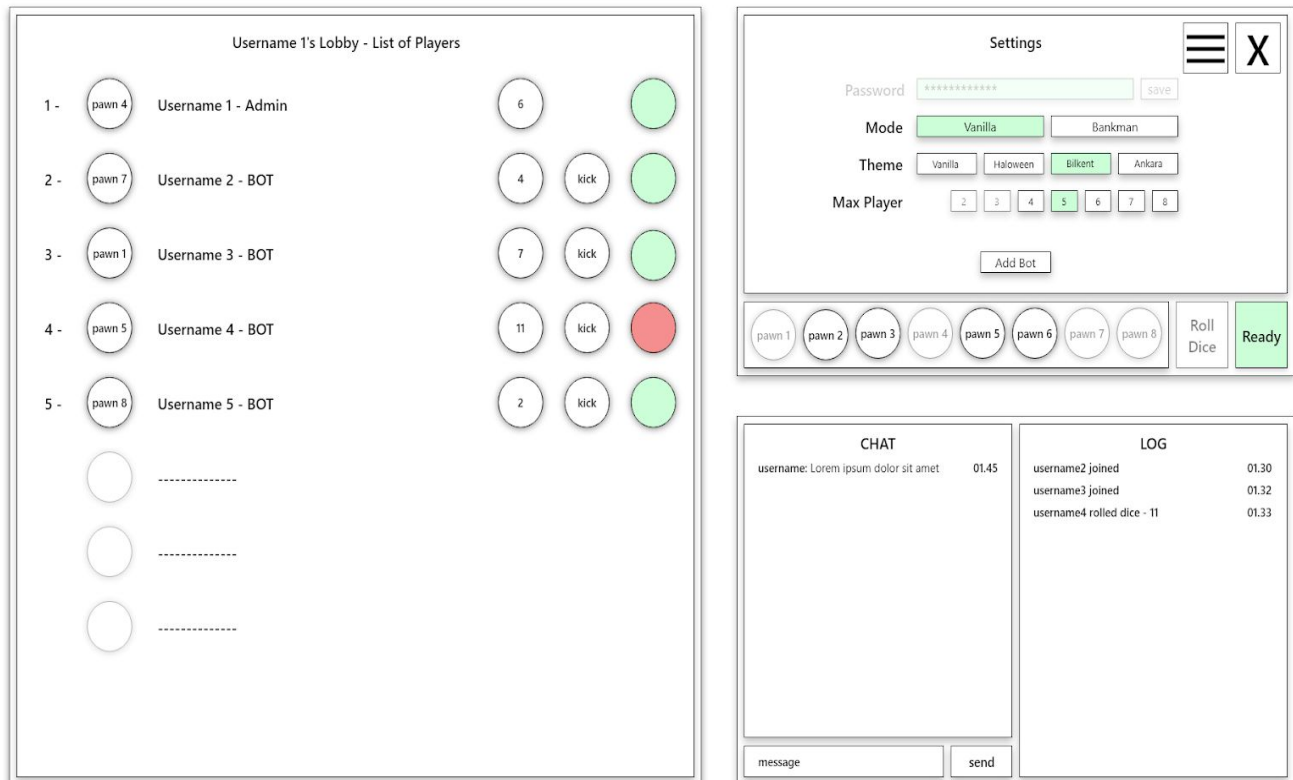 Username 1's Lobby - List of Players
1 - pawn 4 Username 1 - Admin 6
2 - pawn 7 Username 2 - BOT 4 kick
3 - pawn 1 Username 3 - BOT 7 kick
4 - pawn 5 Username 4 - BOT 11 kick
5 - pawn 8 Username 5 - BOT 2 kick
--------------
--------------
--------------
Settings
X
Password ************ save
Mode Vanilla Bankman
Theme Vanilla Haloween Bilkent Ankara
Max Player 2 3 4 5 6 7 8
Add Bot
pawn 1 pawn 2 pawn 3 pawn 4 pawn 5 pawn 6 pawn 7 pawn 8
Roll
Dice
Ready
CHAT
username: Lorem ipsum dolor sit amet 01.45
message send
LOG
username2 joined 01.30
username3 joined 01.32
username4 rolled dice - 11 01.33